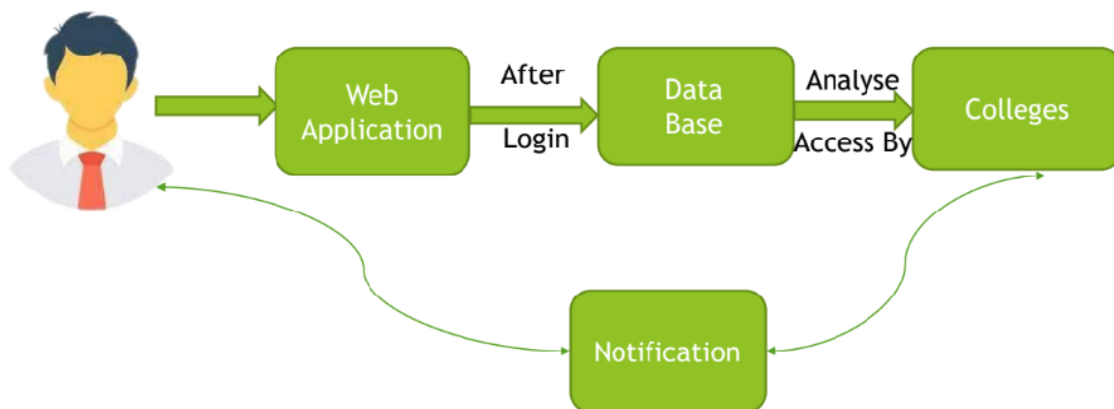 Web
Application
After
Login
Data
Base
Analyse
Access By
Colleges
Notification